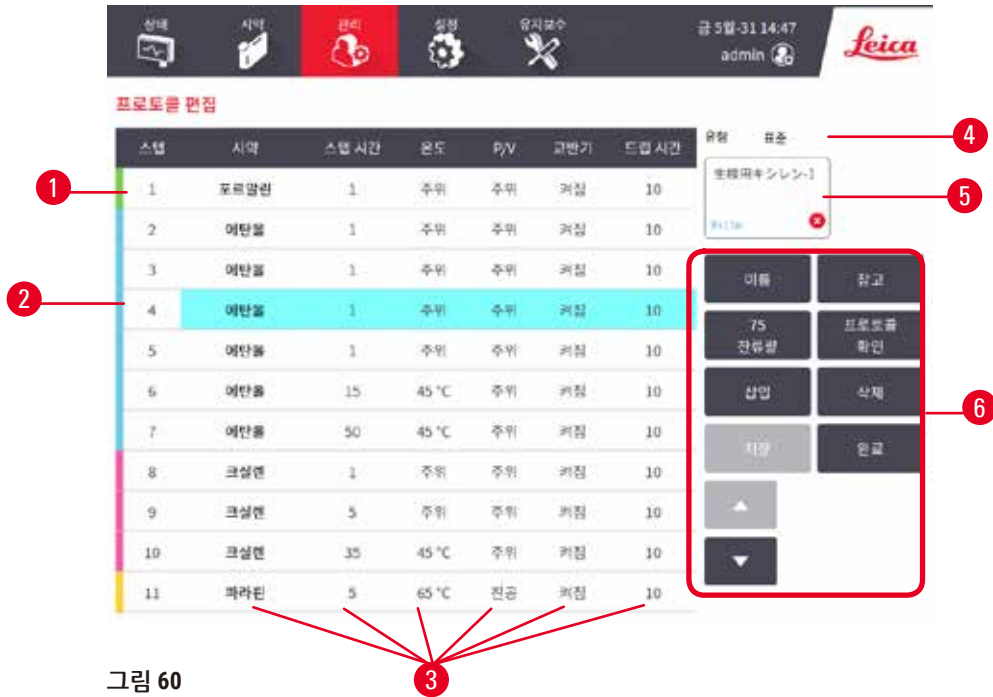 상태 시약 관리 설정 유지보수 금 5월-31 14:47
admin
Leica
프로토콜 편집
스텝 시약 스텝 시간 온도 P/V 교반기 드립 시간
유형 표준
4
生検用キシレン-1
5
1
1 포르말린 1 주위 주위 켜짐 10
2 에탄올 1 주위 주위 켜짐 10
3 에탄올 1 주위 주위 켜짐 10
2
4 에탄올 1 주위 주위 켜짐 10
5 에탄올 1 주위 주위 켜짐 10
6 에탄올 15 45 °C 주위 켜짐 10
7 에탄올 50 45 °C 주위 켜짐 10
8 크실렌 1 주위 주위 켜짐 10
9 크실렌 5 주위 주위 켜짐 10
10 크실렌 35 45 °C 주위 켜짐 10
11 파라핀 5 65 °C 진공 켜짐 10
이름 참고
75
잔류량
프로토콜
확인
삽입 삭제
6
저장 완료
3
그림 60